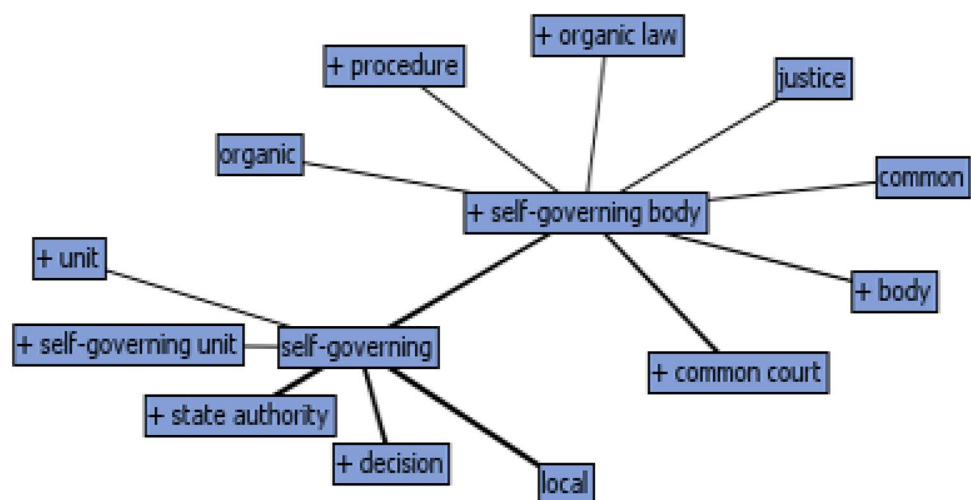 + organic law
+ procedure
justice
organic
common
+ self-governing body
+ unit
+ body
+ self-governing unit
self-governing
+ common court
+ state authority
+ decision
local